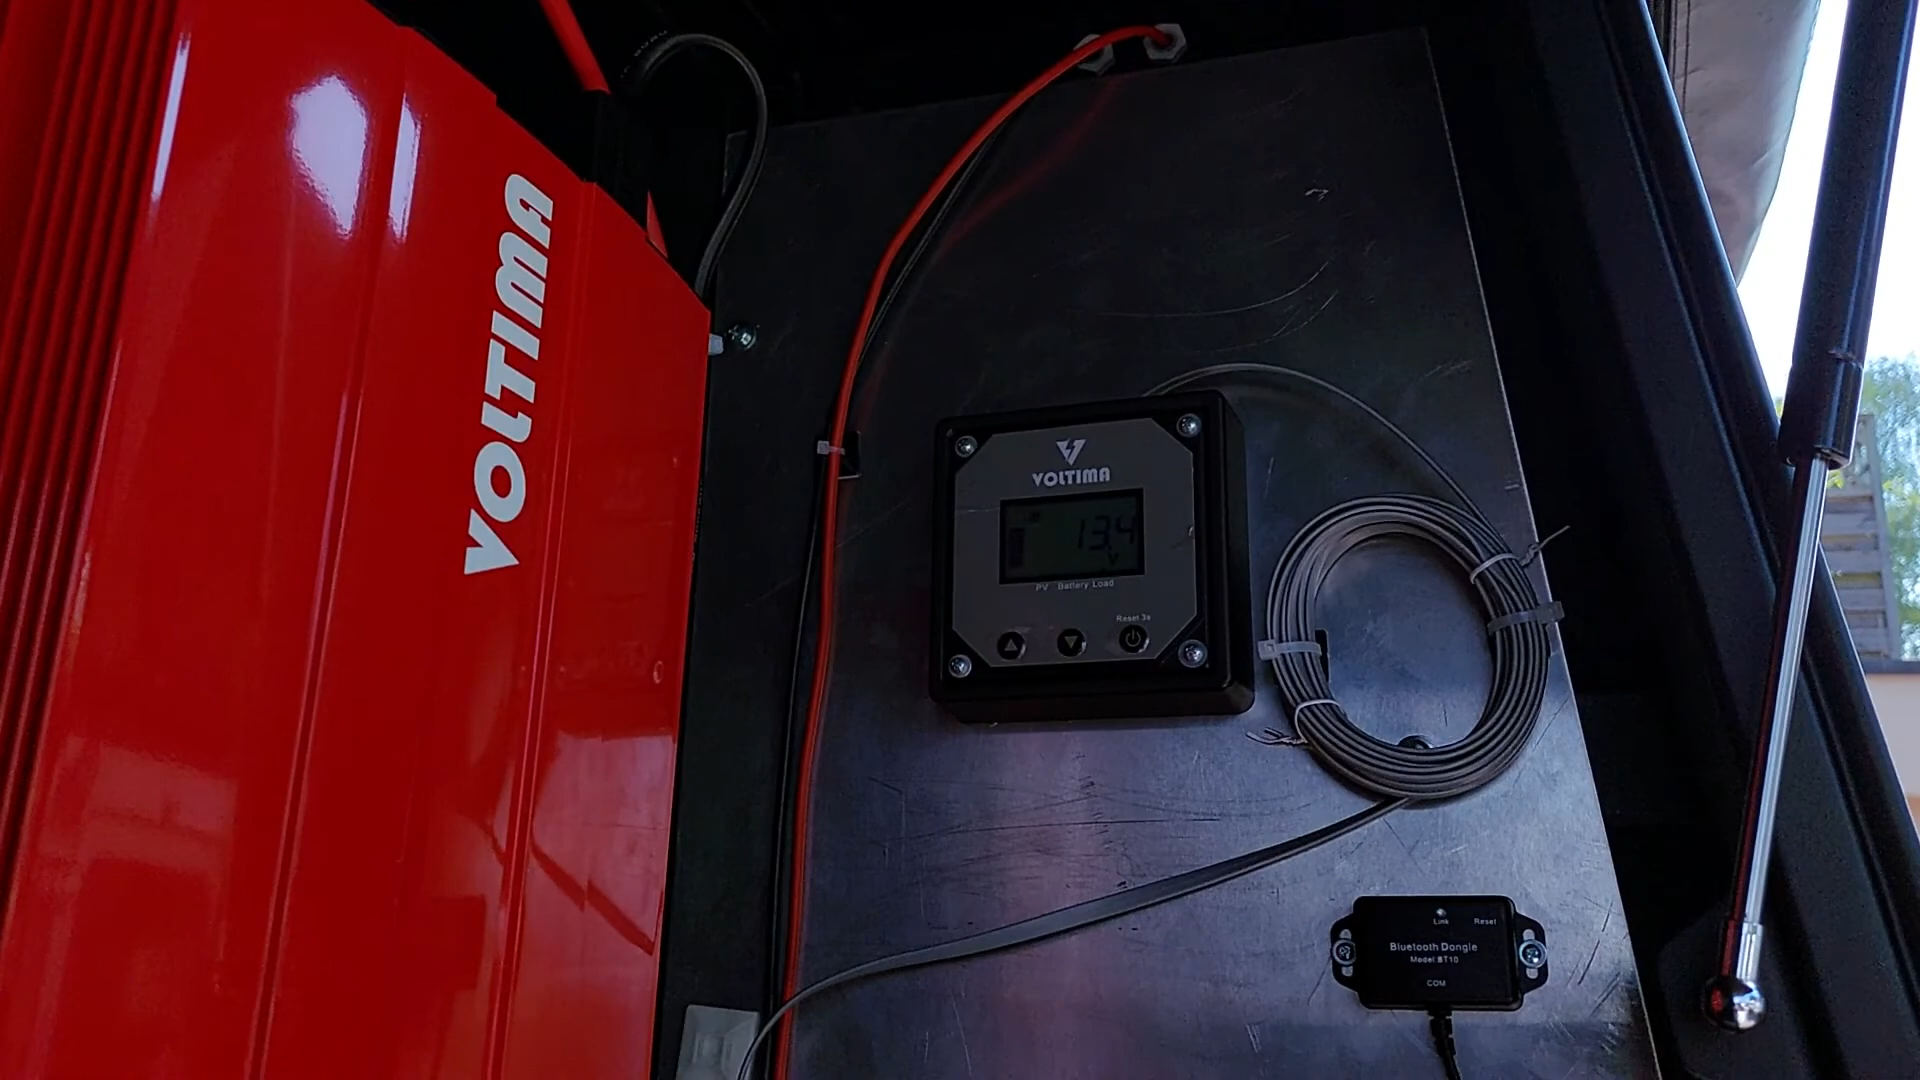 VOLTIMA
VOLTIMA
13.4
V
PV Battery Load
Reset 3s
Link Reset
Bluetooth Dongle
Model:BT10
COM